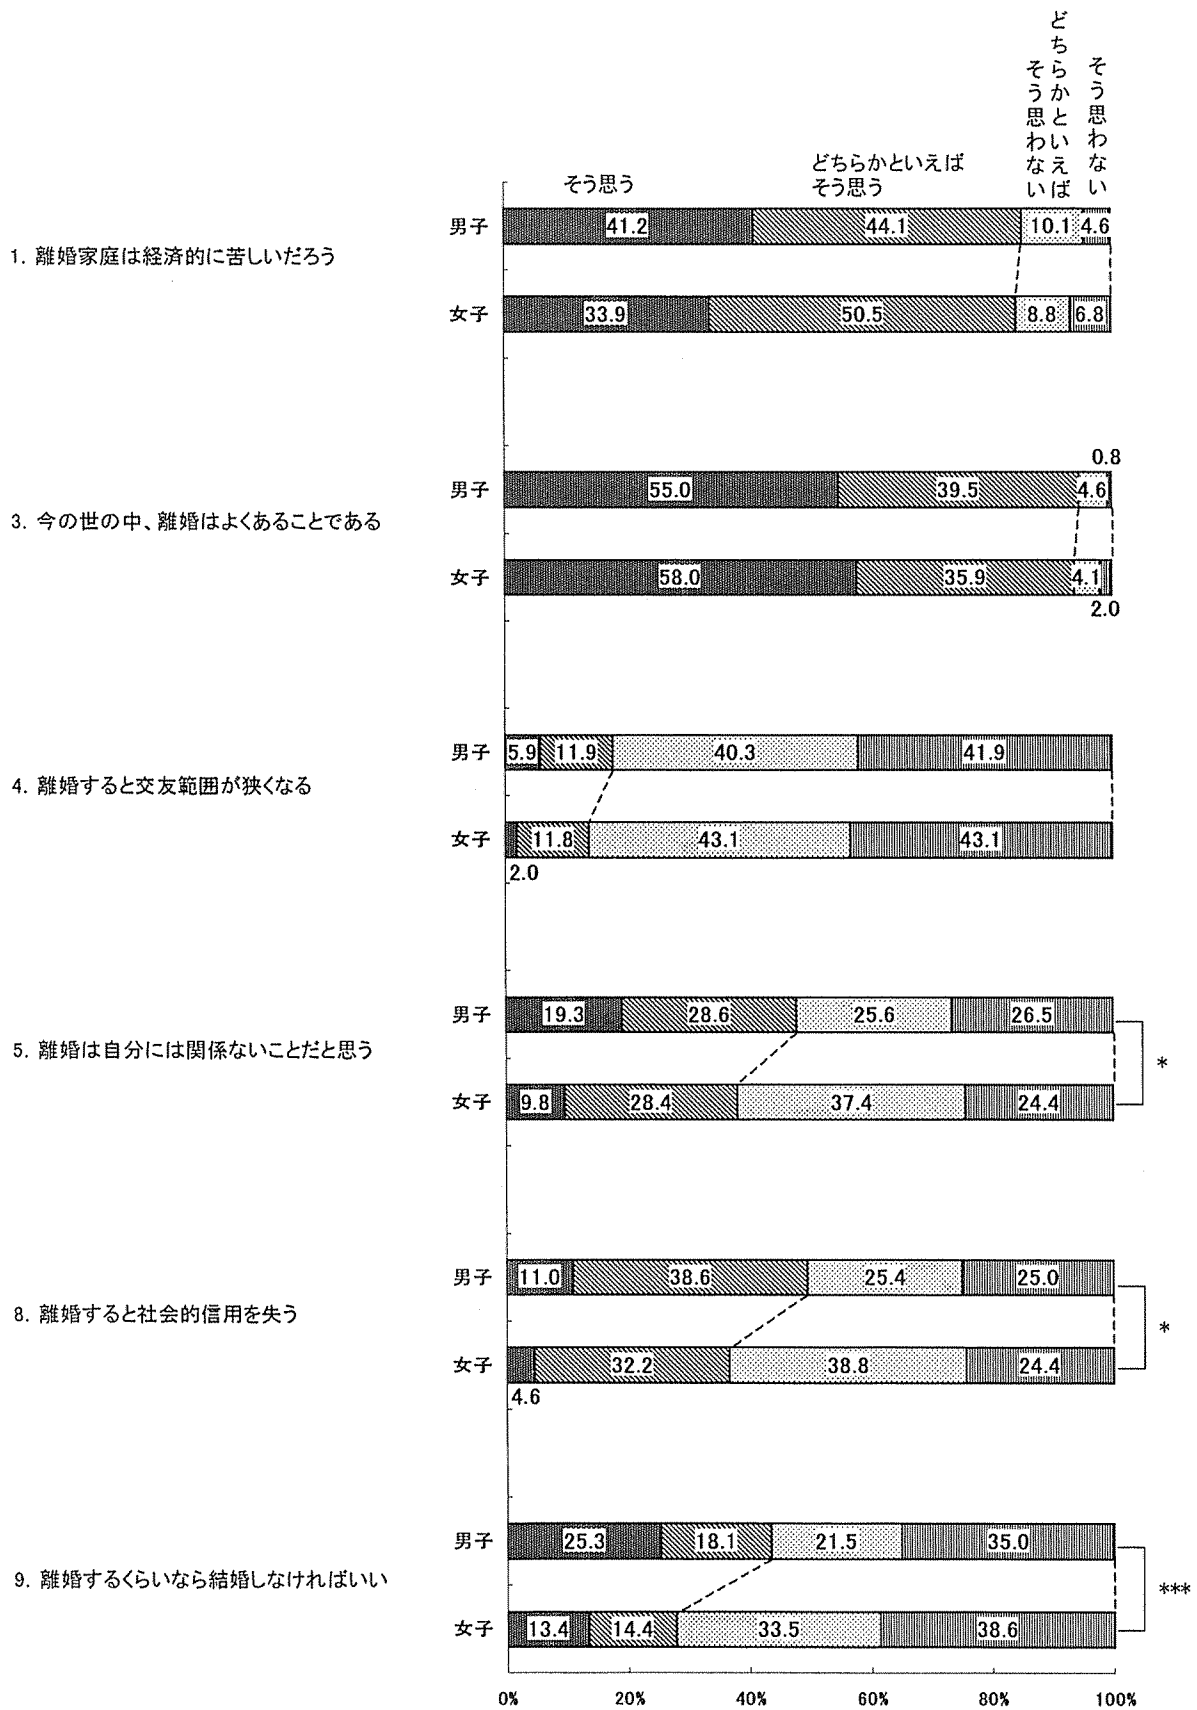 そう思う
どちらかといえば
そう思う
どちらかといえば
そう思わない
そう思わない
1. 離婚家庭は経済的に苦しいだろう
男子
41.2 44.1 10.1 4.6
女子
33.9 50.5 8.8 6.8
3. 今の世の中、離婚はよくあることである
0.8
男子
55.0 39.5 4.6
女子
58.0 35.9 4.1
2.0
4. 離婚すると交友範囲が狭くなる
男子
5.9 11.9 40.3 41.9
女子
11.8 43.1 43.1
2.0
5. 離婚は自分には関係ないことだと思う
男子
19.3 28.6 25.6 26.5
*
女子
9.8 28.4 37.4 24.4
8. 離婚すると社会的信用を失う
男子
11.0 38.6 25.4 25.0
*
女子
32.2 38.8 24.4
4.6
9. 離婚するくらいなら結婚しなければいい
男子
25.3 18.1 21.5 35.0
***
女子
13.4 14.4 33.5 38.6
0% 20% 40% 60% 80% 100%